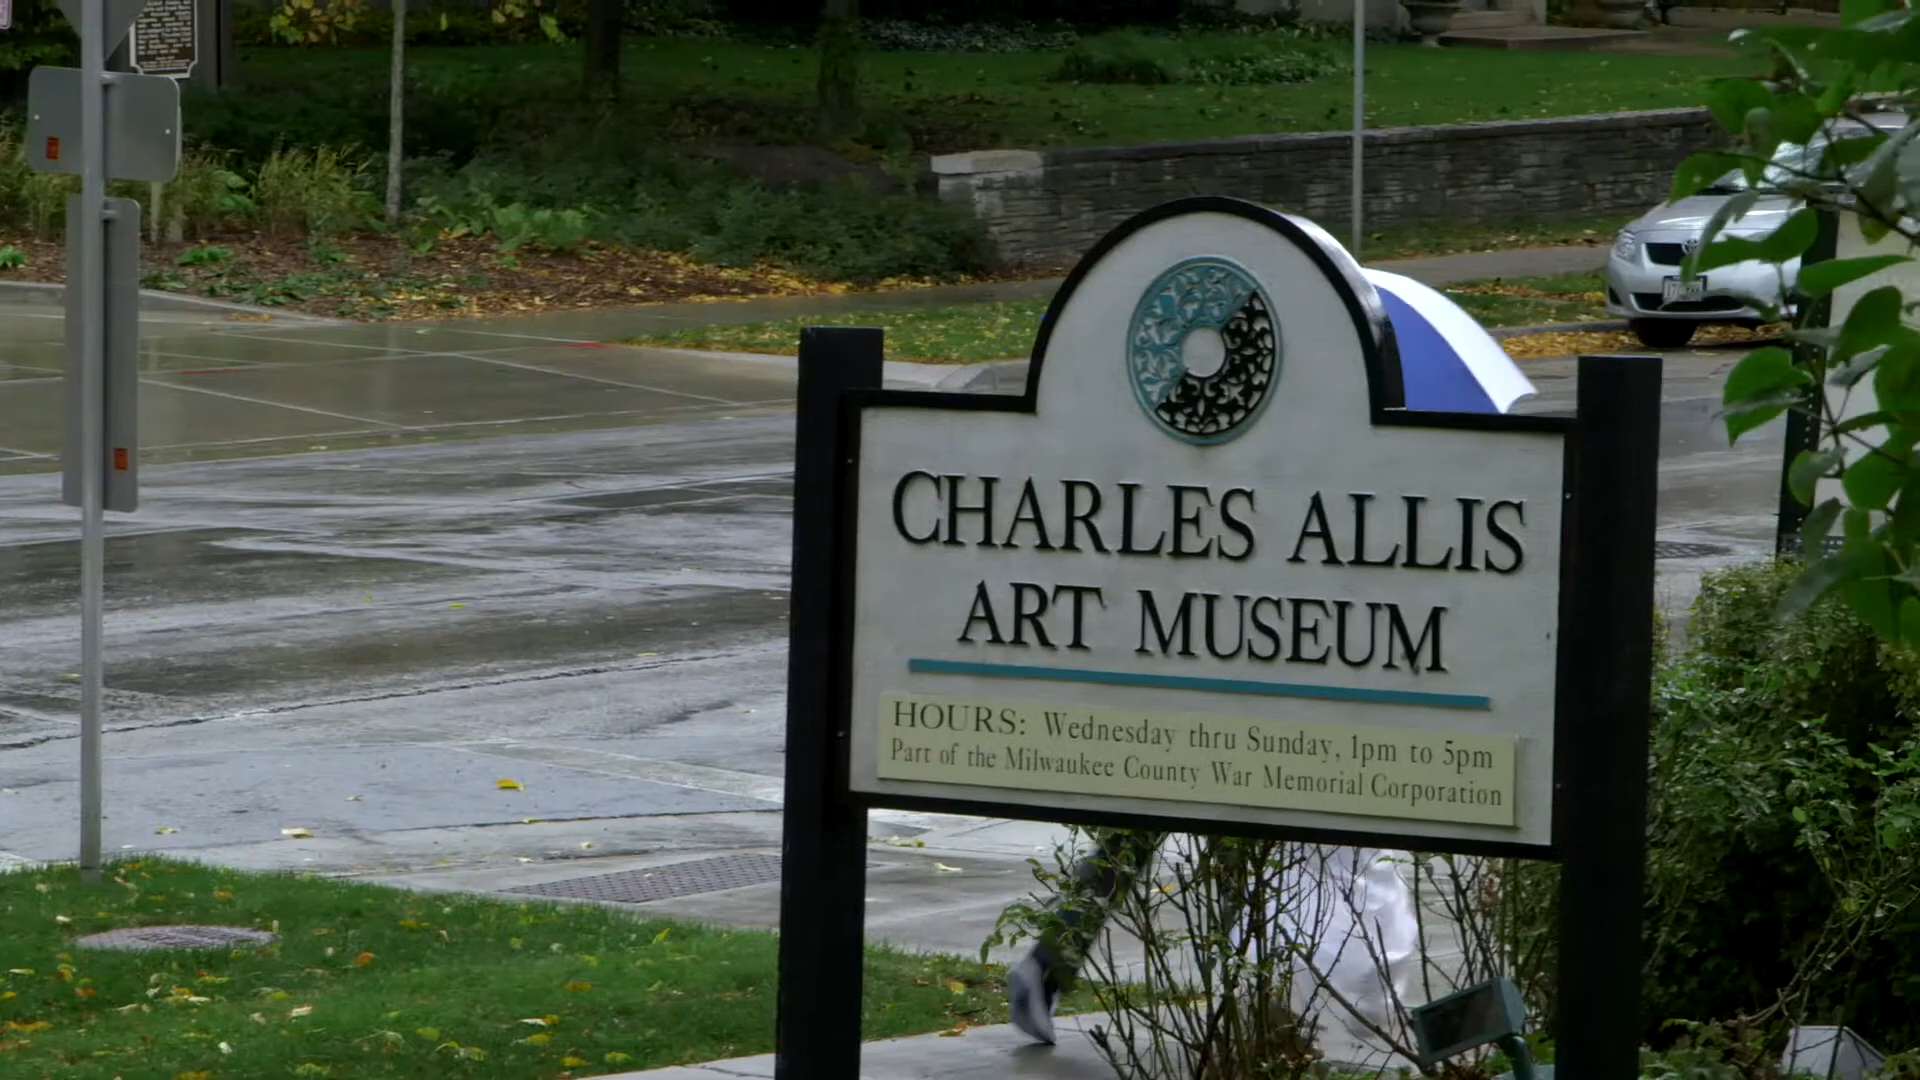 CHARLES ALLIS
ART MUSEUM
HOURS: Wednesday thru Sunday, 1pm to 5pm
Part of the Milwaukee County War Memorial Corporation